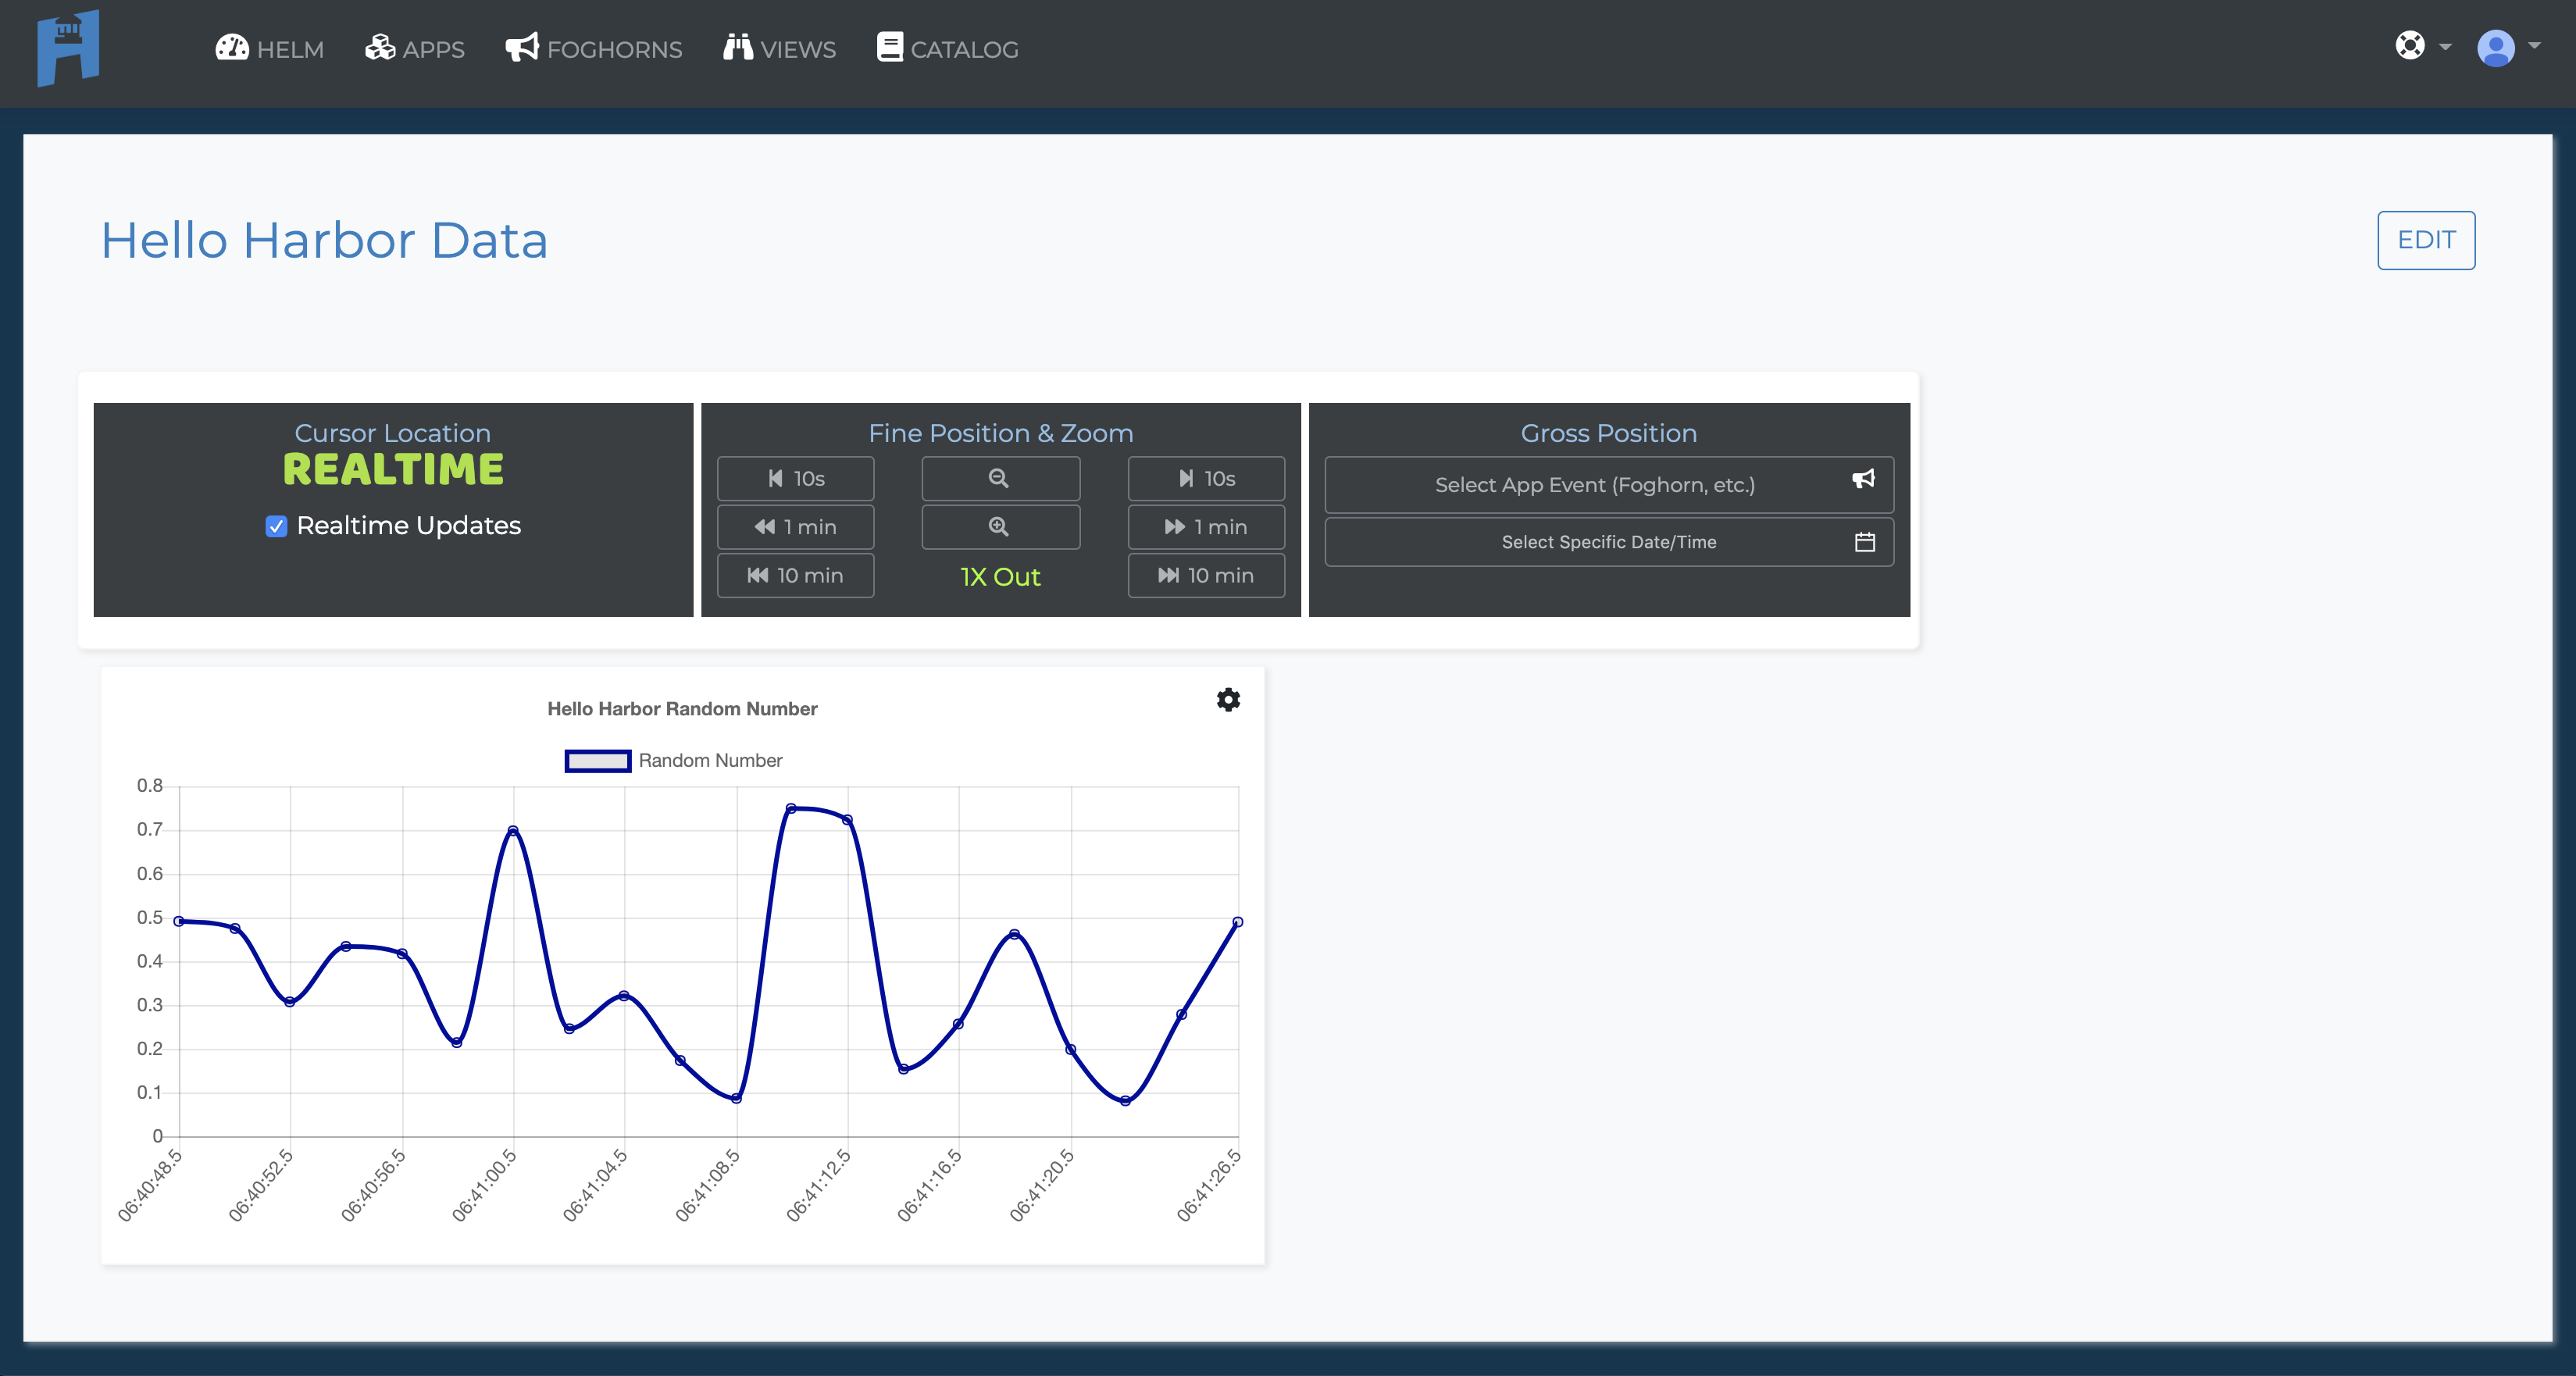 HELM APPS FOGHORNS VIEWS CATALOG
Hello Harbor Data
EDIT
Cursor Location
REALTIME
Realtime Updates
Fine Position & Zoom
10s
10s
1 min
1 min
10 min
1X Out
10 min
Gross Position
Select App Event (Foghorn, etc.)
Select Specific Date/Time
Hello Harbor Random Number
Random Number
0.8
0.7
0.6
0.5
0.4
0.3
0.2
0.1
0
06:40:48.5
06:40:52.5
06:40:56.5
06:41:00.5
06:41:04.5
06:41:08.5
06:41:12.5
06:41:16.5
06:41:20.5
06:41:26.5